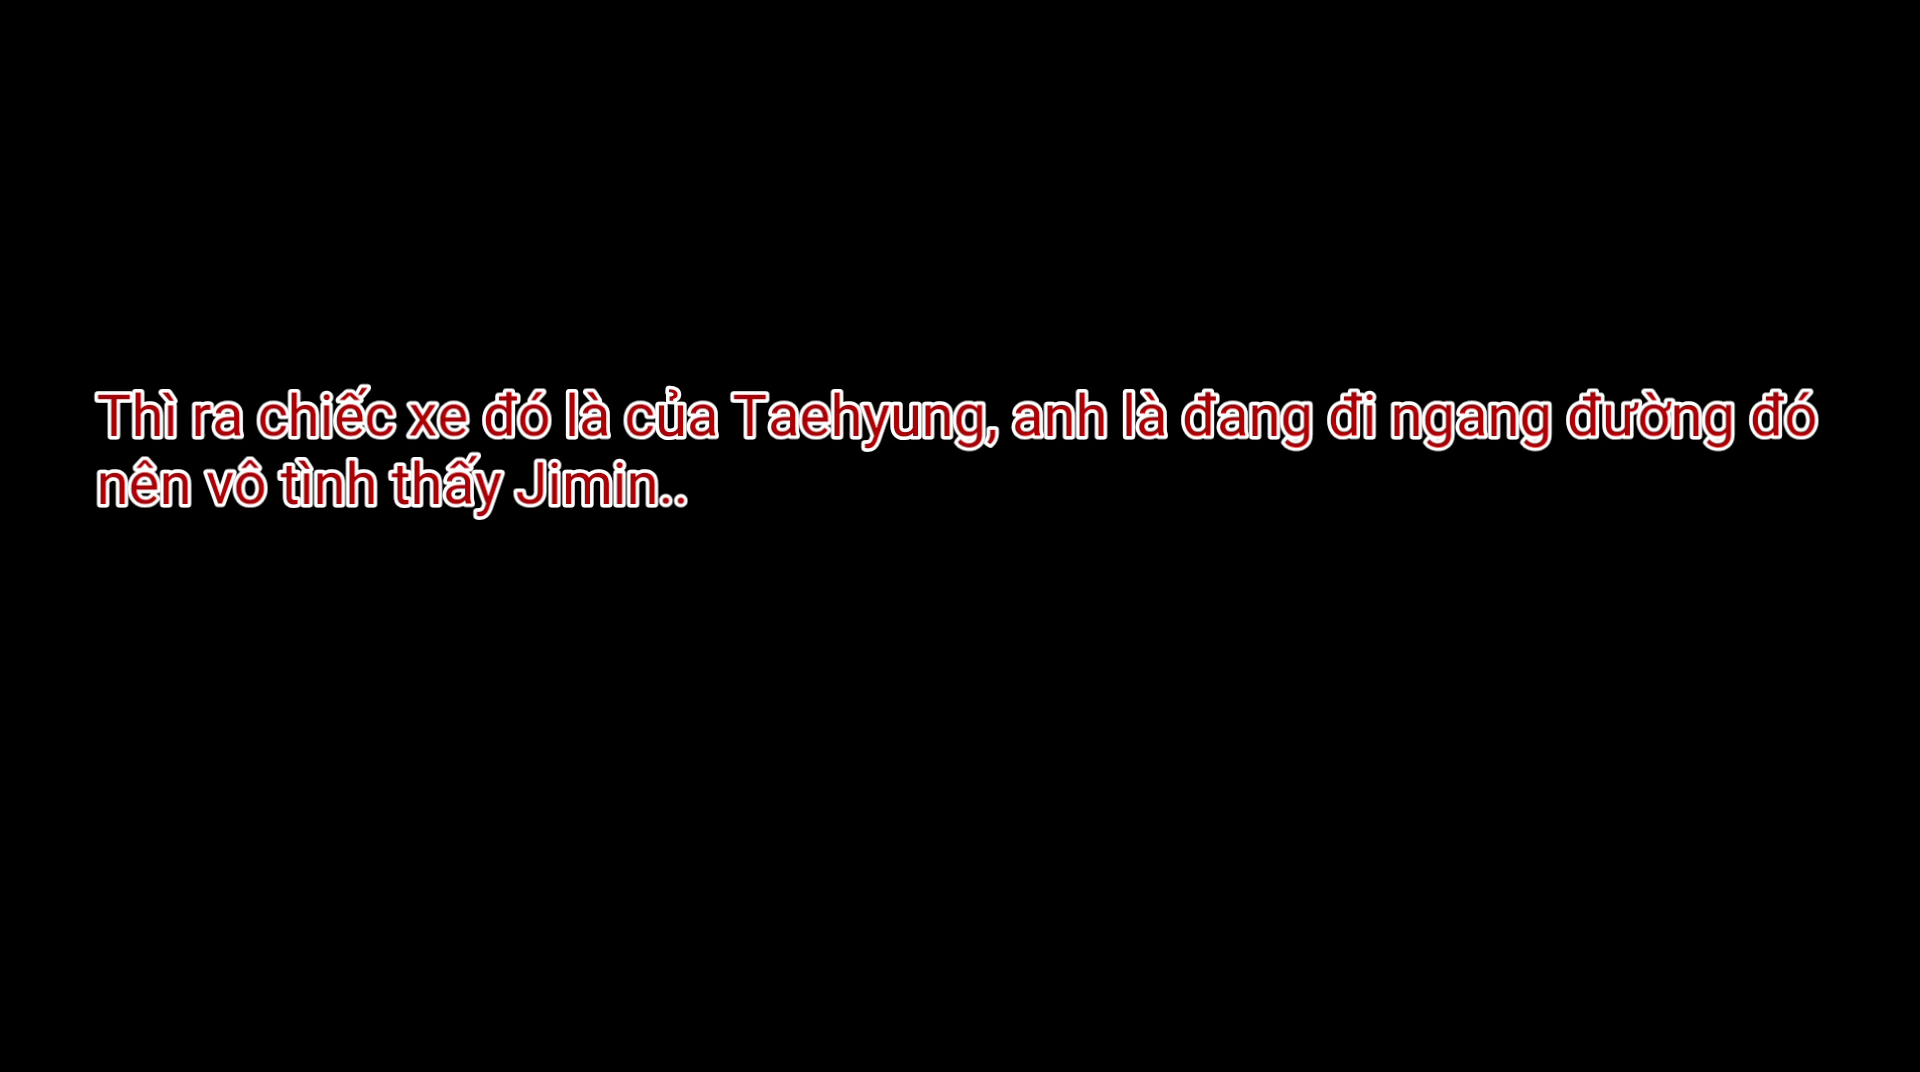 Thì ra chiếc xe đó là của Taehyung, anh là đang đi ngang đường đó
nên vô tình thấy Jimin..